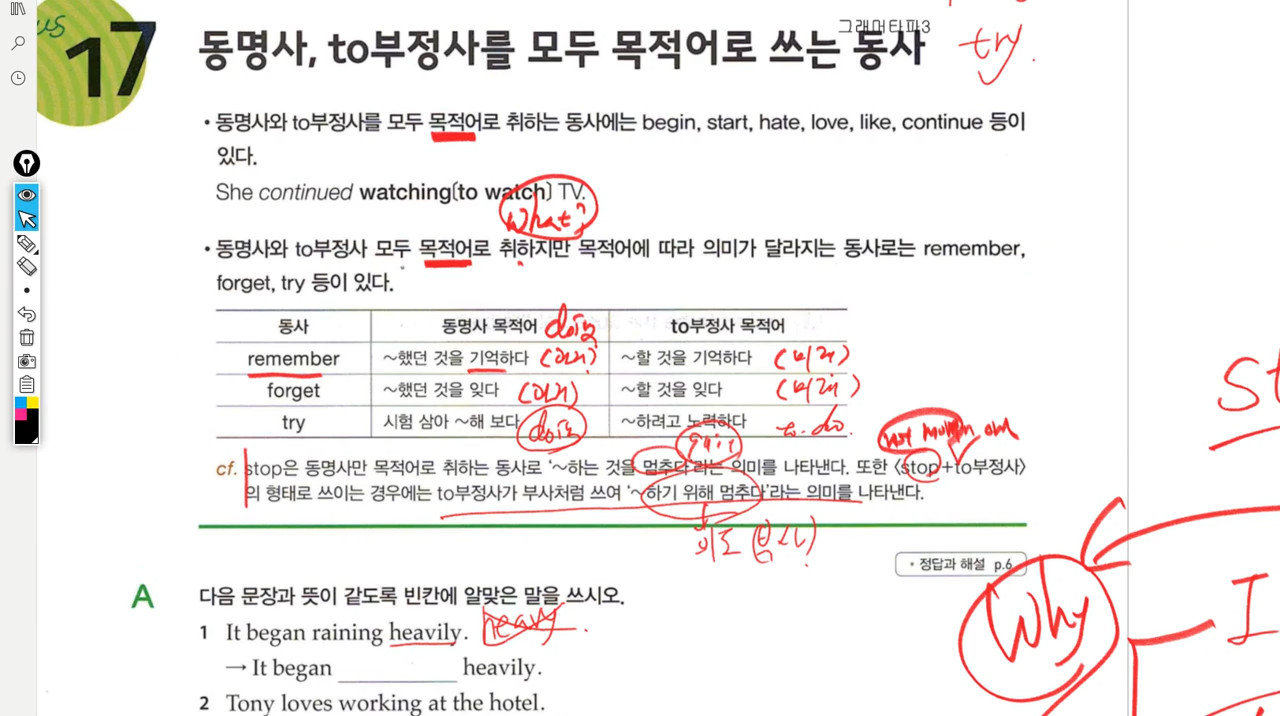 us
17
동명사, to부정사를 모두 목적어로 쓰는 동사
그래머타파3
try
• 동명사와 to부정사를 모두 목적어로 취하는 동사에는 begin, start, hate, love, like, continue 등이
있다.
She continued watching(to watch) TV.
what?
• 동명사와 to부정사 모두 목적어로 취하지만 목적어에 따라 의미가 달라지는 동사로는 remember,
forget, try 등이 있다.
동사 동명사 목적어 doing to부정사 목적어
remember ~했던 것을 기억하다 (과거) ~할 것을 기억하다 (미래)
forget ~했던 것을 잊다 (과거) ~할 것을 잊다 (미래)
try 시험 삼아 ~해 보다 doing ~하려고 노력하다 to do.
quit
cf. stop은 동명사만 목적어로 취하는 동사로 '~하는 것을 멈추다'라는 의미를 나타낸다. 또한 〈stop+to부정사〉
의 형태로 쓰이는 경우에는 to부정사가 부사처럼 쓰여 '~하기 위해 멈추다'라는 의미를 나타낸다.
의도
• 정답과 해설 p.6
A 다음 문장과 뜻이 같도록 빈칸에 알맞은 말을 쓰시오.
1 It began raining heavily. heavy
→ It began ________ heavily.
2 Tony loves working at the hotel.
St
Why
I